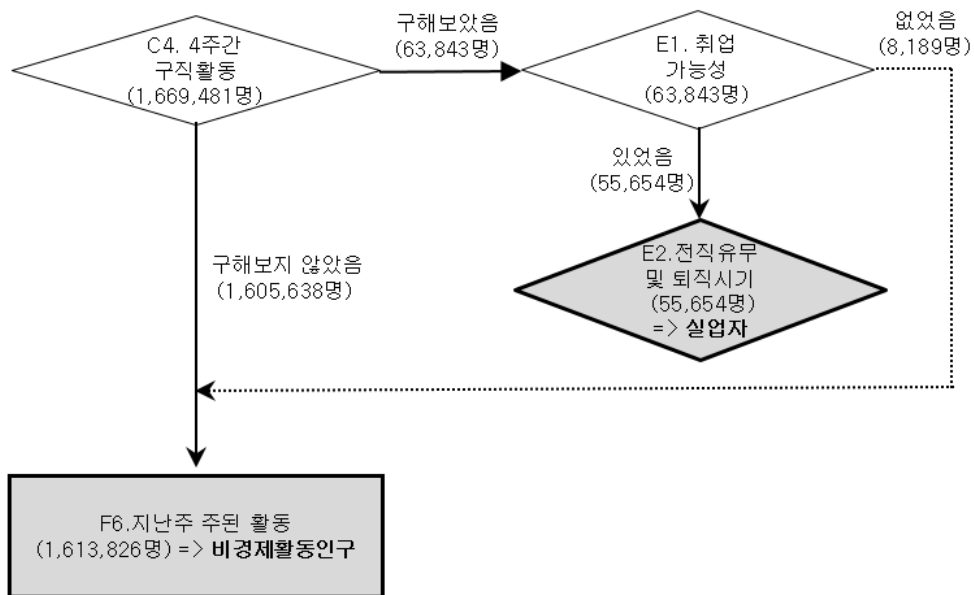 C4. 4주간
구직활동
(1,669,481명)
구해보았음
(63,843명)
E1. 취업
가능성
(63,843명)
없었음
(8,189명)
있었음
(55,654명)
E2.전직유무
및 퇴직시기
(55,654명)
=> 실업자
구해보지 않았음
(1,605,638명)
F6.지난주 주된 활동
(1,613,826명) => 비경제활동인구